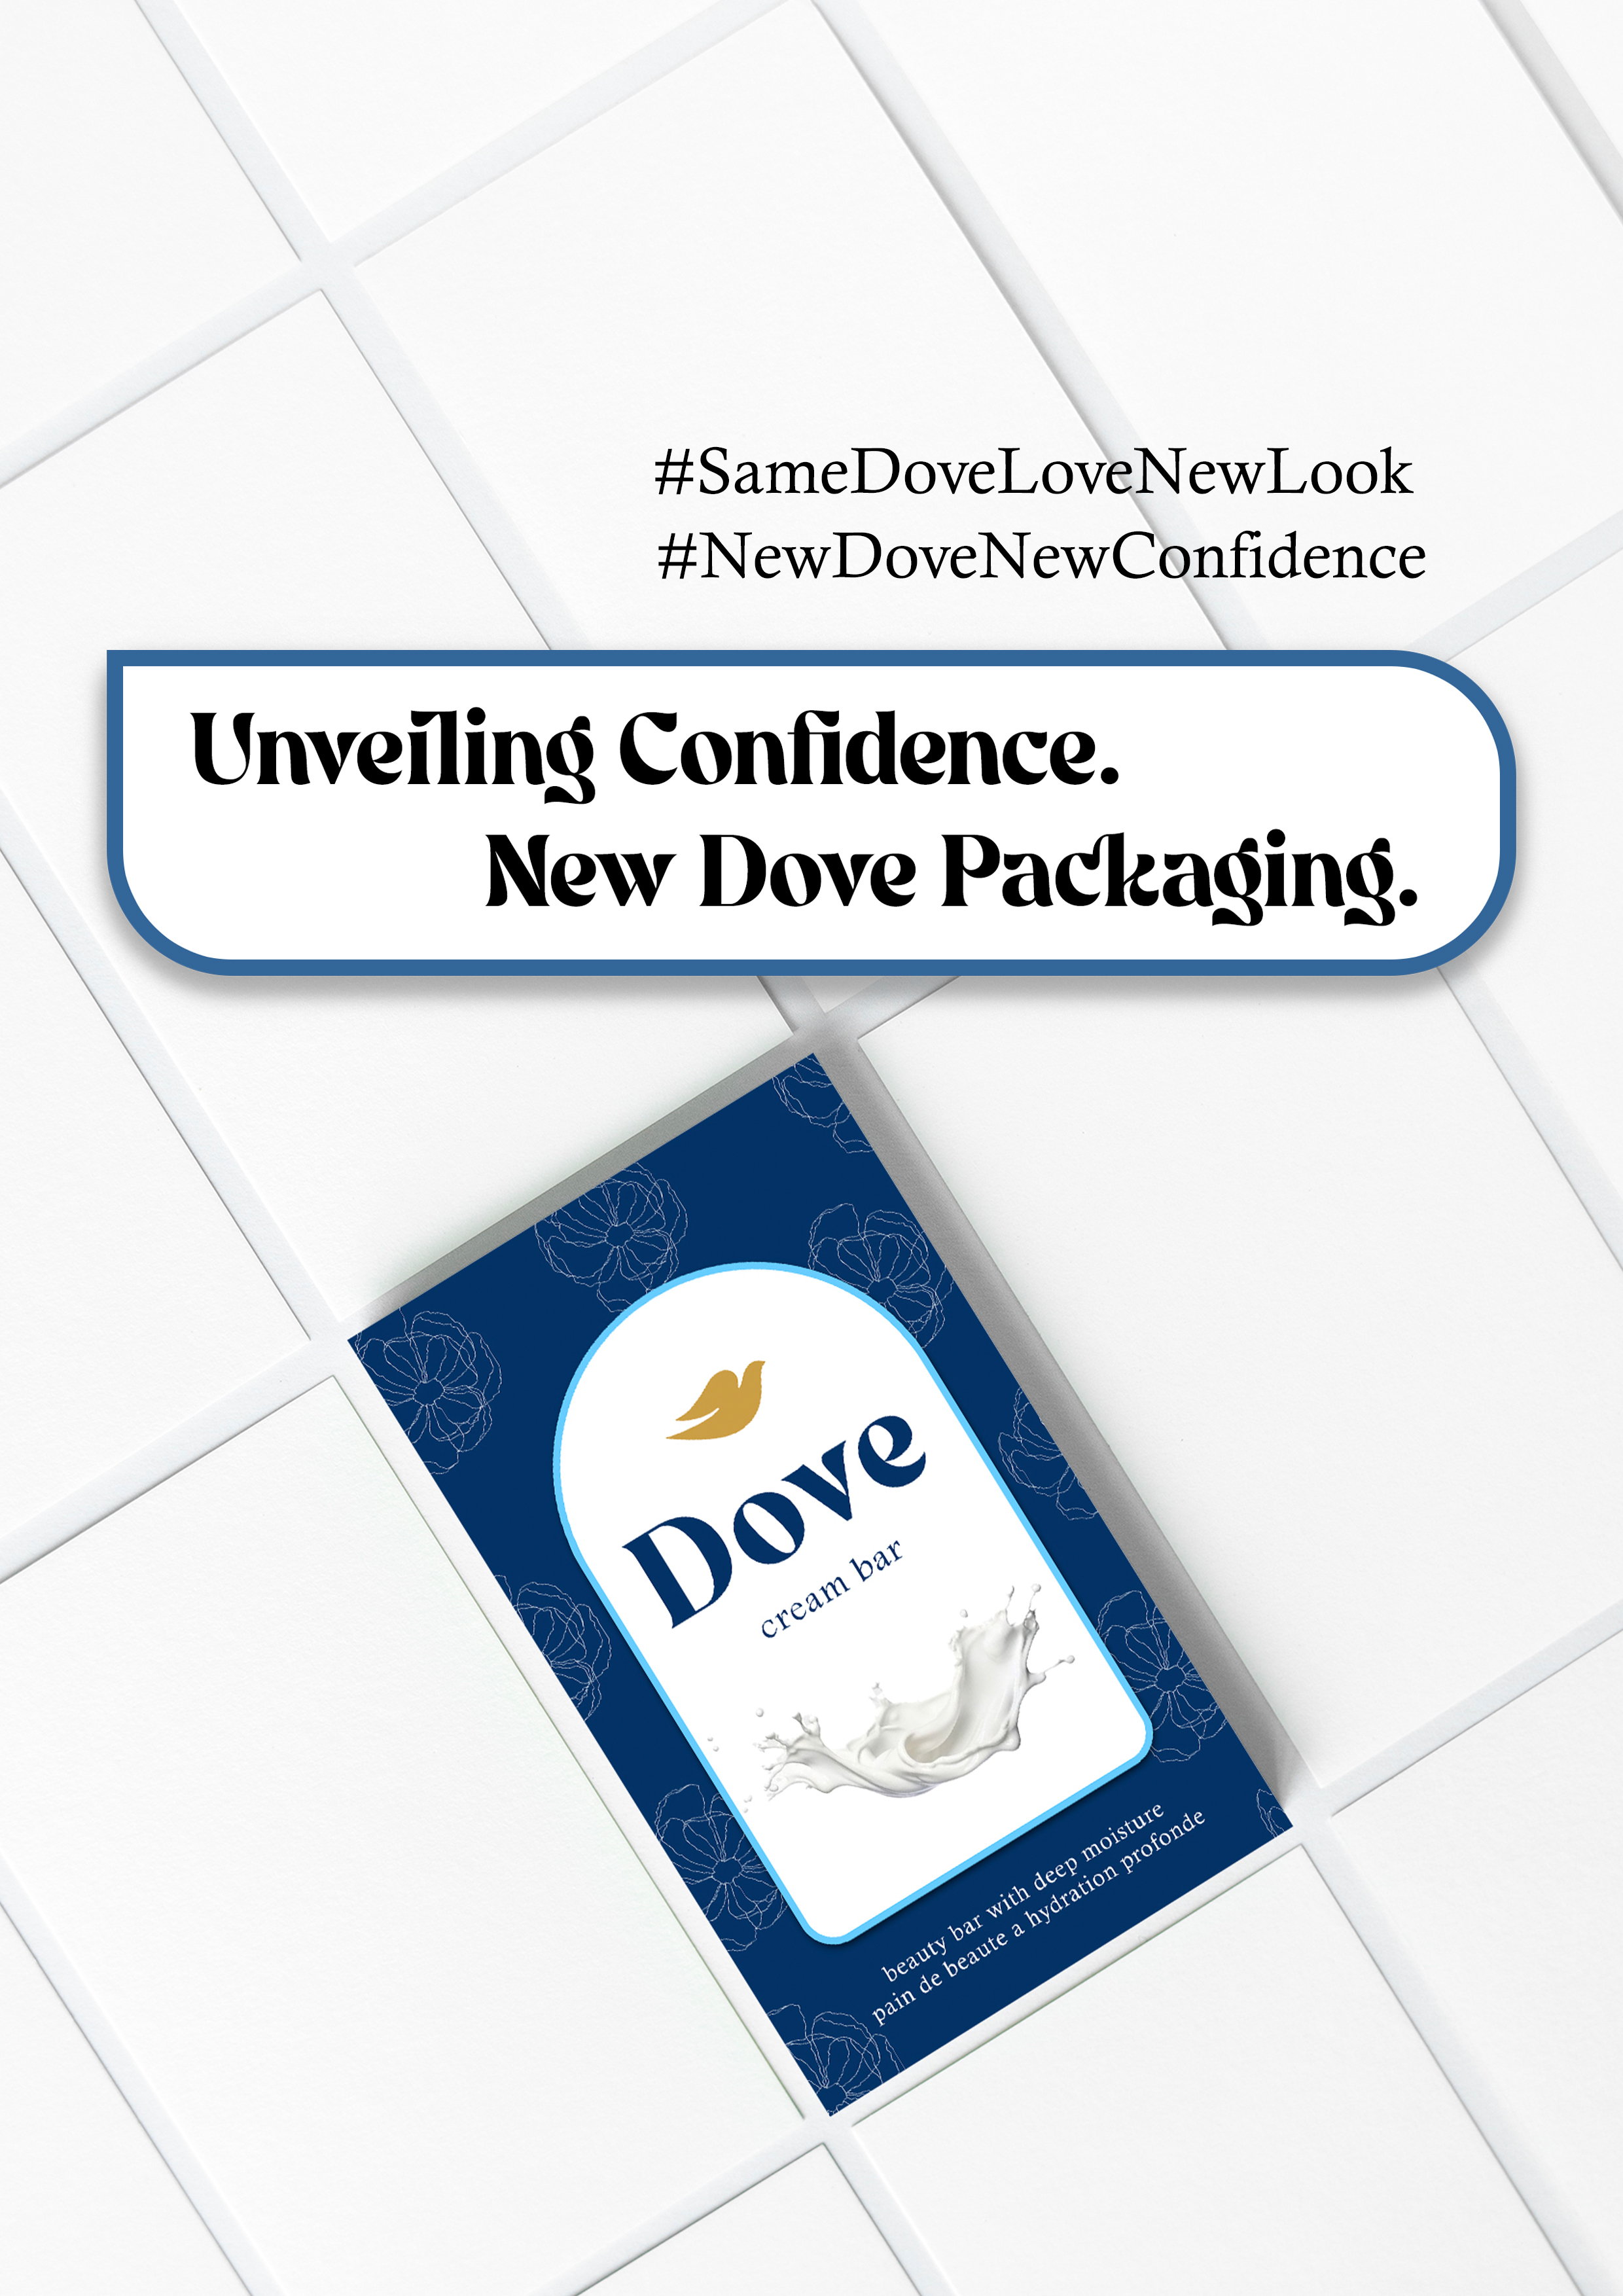 #SameDoveLoveNewLook
#NewDoveNewConfidence
Unveiling Confidence.
New Dove Packaging.
Dove
cream bar
beauty bar with deep moisture
pain de beaute a hydration profonde